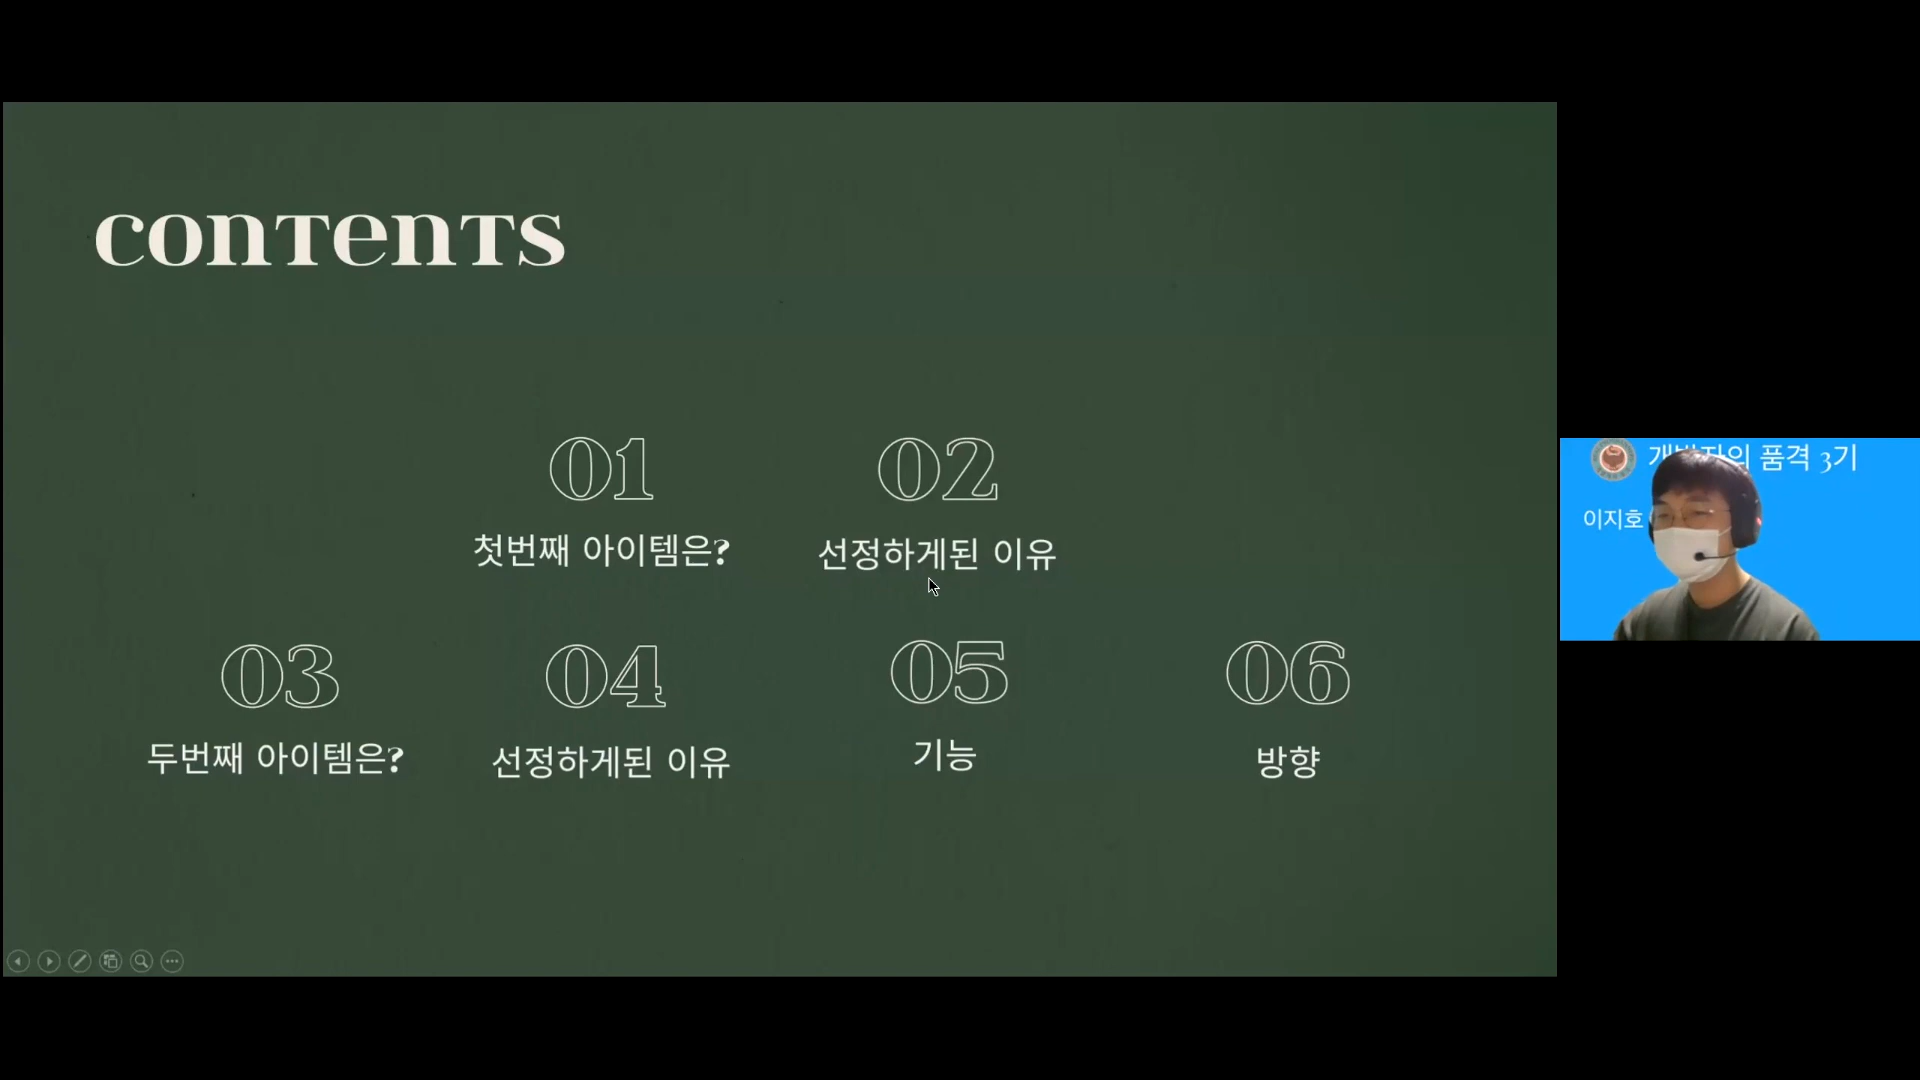 CONTENTS
01
첫번째 아이템은?
02
선정하게된 이유
03
두번째 아이템은?
04
선정하게된 이유
05
기능
06
방향
품격 3기
이지호